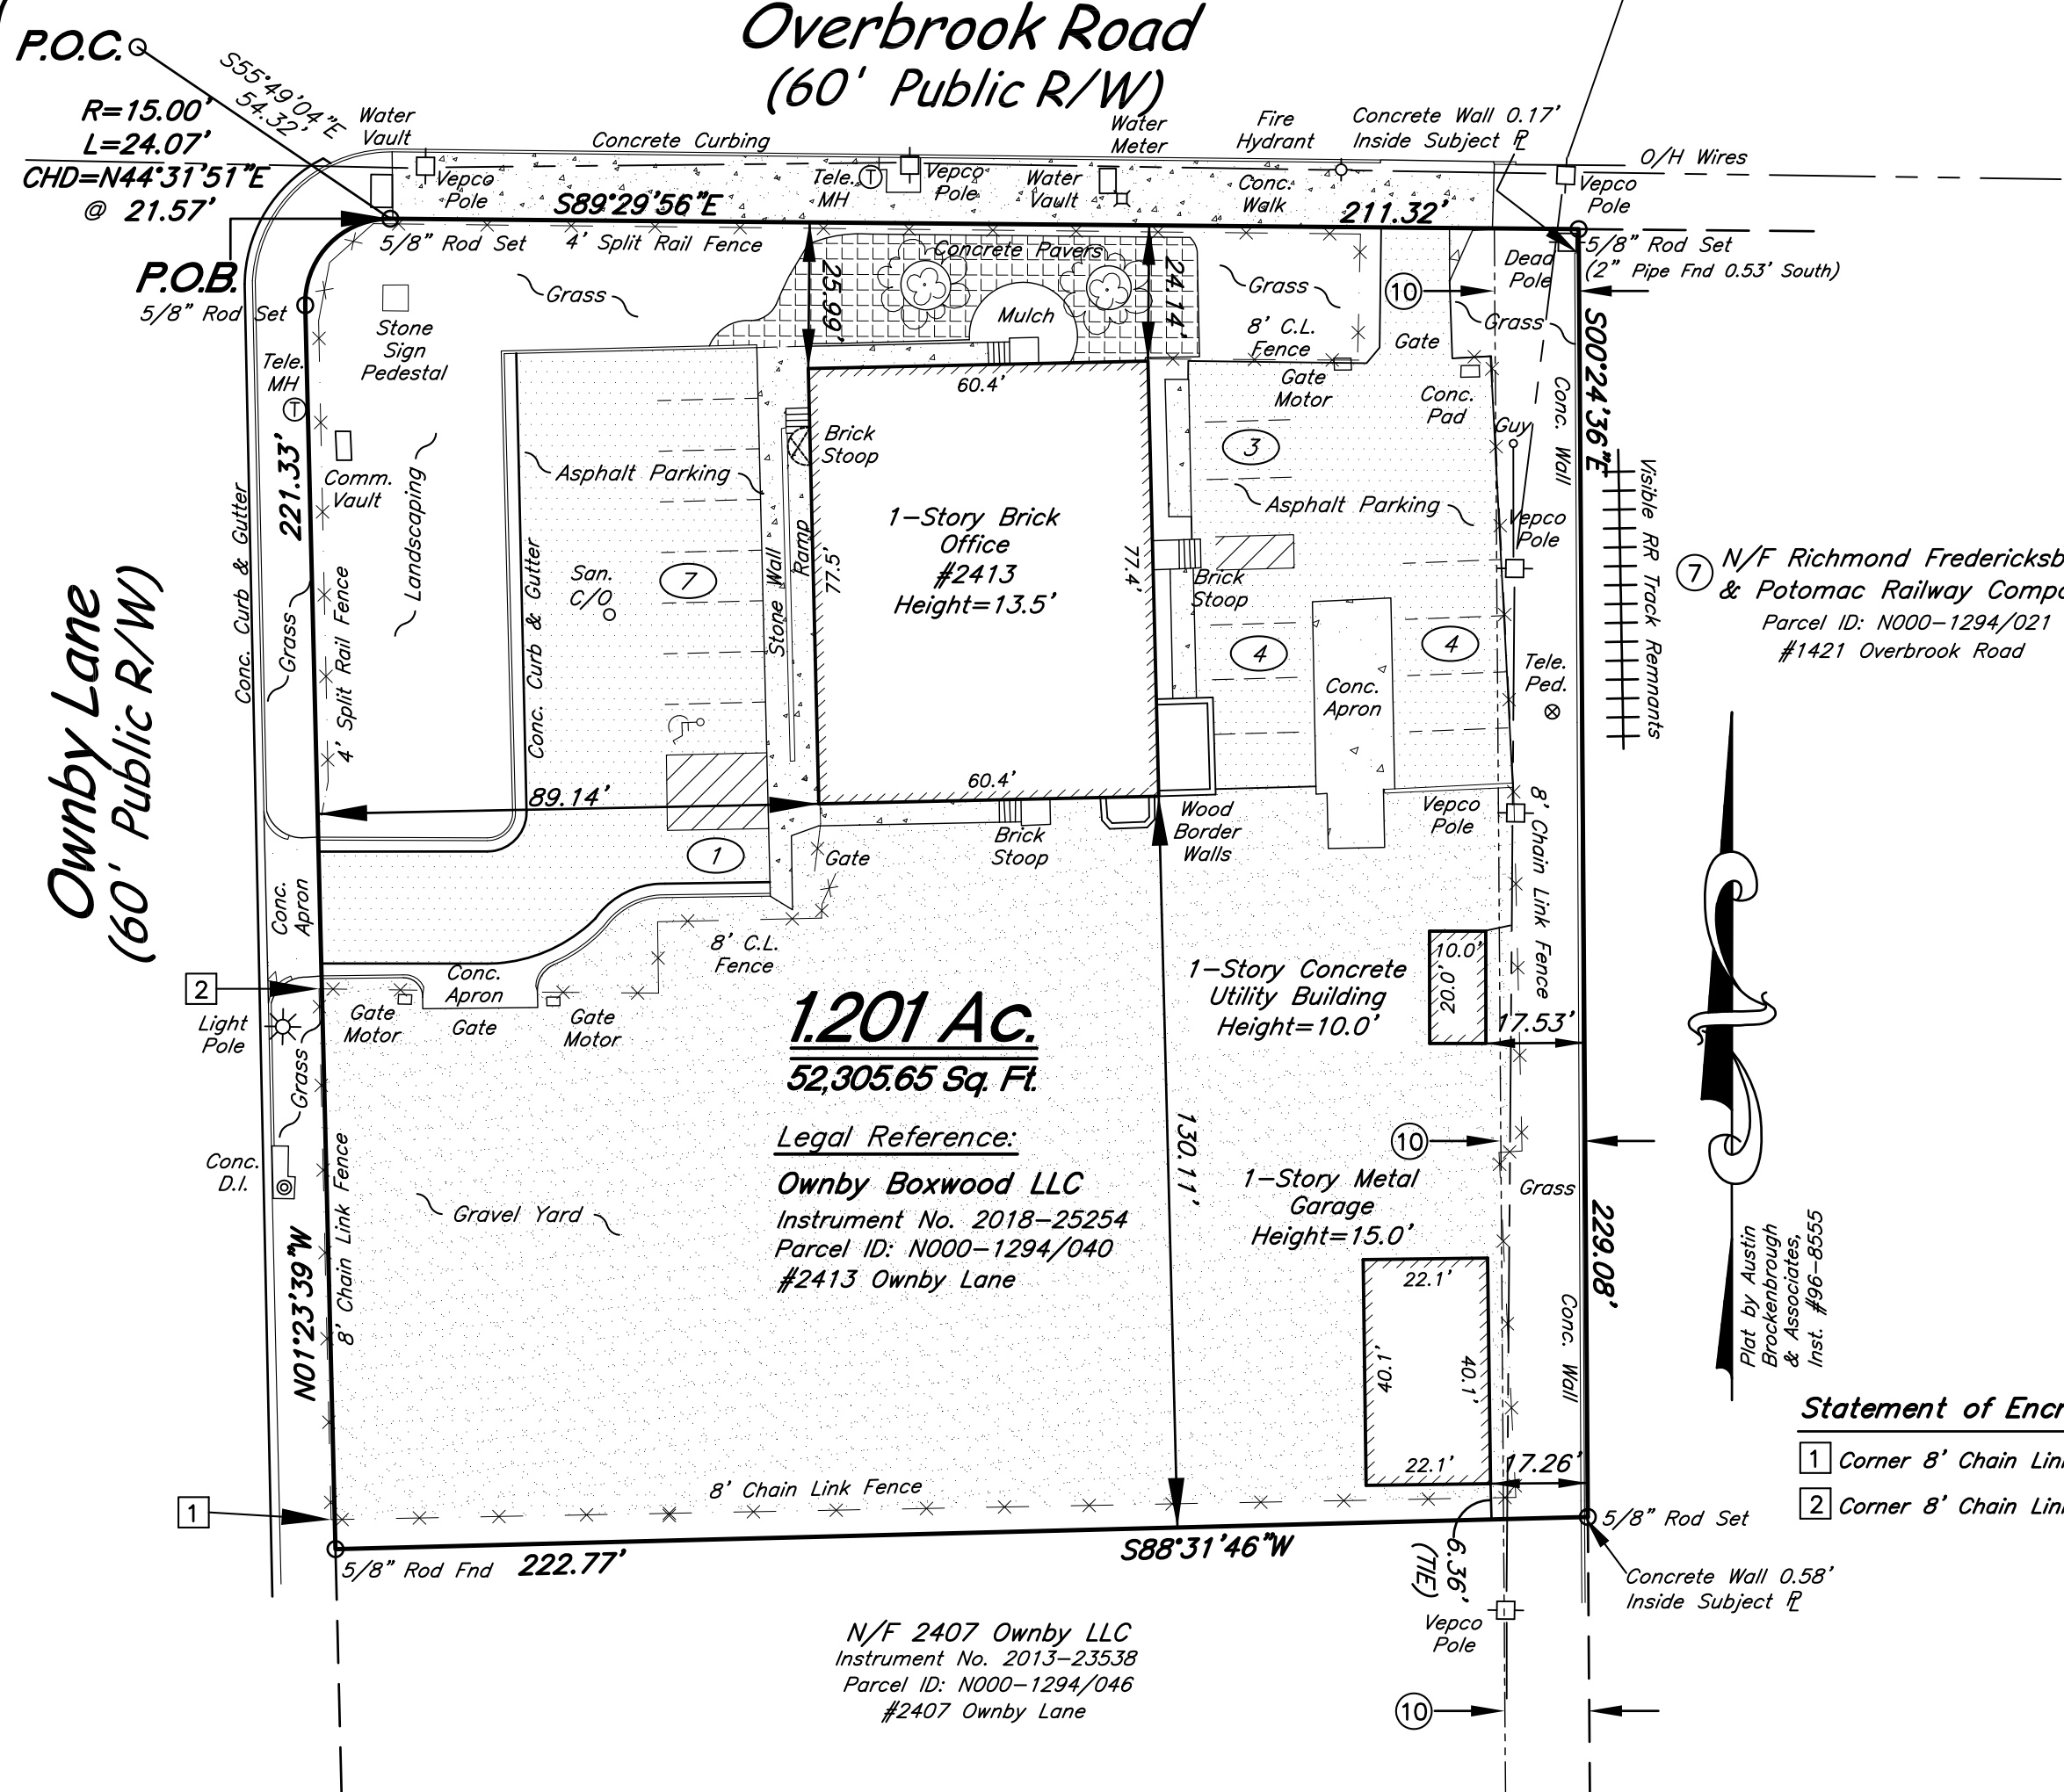 Overbrook Road
(60' Public R/W)
P.O.C.
S55°49'04"E
54.32'
R=15.00'
L=24.07'
CHD=N44°31'51"E
@ 21.57'
Water
Vault
Concrete Curbing
Water
Meter
Fire
Hydrant
Concrete Wall 0.17'
Inside Subject PL
O/H Wires
Vepco
Pole
S89°29'56"E
Tele.
MH
T
Vepco
Pole
Water
Vault
Conc.
Walk
211.32'
Vepco
Pole
P.O.B.
5/8" Rod Set
5/8" Rod Set
4' Split Rail Fence
Concrete Pavers
Dead
Pole
5/8" Rod Set
(2" Pipe Fnd 0.53' South)
Grass
25.99'
Mulch
24.14'
Grass
10
Grass
Stone
Sign
Pedestal
8' C.L.
Fence
Gate
S00°24'36"E
Tele.
MH
T
60.4'
Gate
Motor
Conc.
Pad
Conc. Wall
221.33'
Comm.
Vault
Landscaping
Asphalt Parking
Brick
Stoop
3
Asphalt Parking
Guy
Vepco
Pole
Visible RR Track Remnants
Conc. Curb & Gutter
Grass
4' Split Rail Fence
Conc. Curb & Gutter
San.
C/O
7
Stone Wall
Ramp
77.5'
1-Story Brick
Office
#2413
Height=13.5'
77.4'
Brick
Stoop
4
Conc.
Apron
4
Tele.
Ped.
7
N/F Richmond Fredericksb
& Potomac Railway Compa
Parcel ID: N000-1294/021
#1421 Overbrook Road
Ownby Lane
(60' Public R/W)
89.14'
60.4'
1
Gate
Brick
Stoop
Wood
Border
Walls
Vepco
Pole
8' Chain Link Fence
Conc.
Apron
8' C.L.
Fence
2
Light
Pole
Conc.
Apron
Gate
Motor
Gate
Gate
Motor
1-Story Concrete
Utility Building
Height=10.0'
10.0'
20.0'
17.53'
1.201 Ac.
52,305.65 Sq. Ft.
Grass
Legal Reference:
Ownby Boxwood LLC
Instrument No. 2018-25254
Parcel ID: N000-1294/040
#2413 Ownby Lane
130.11'
10
Conc.
D.I.
8' Chain Link Fence
Gravel Yard
1-Story Metal
Garage
Height=15.0'
Grass
229.08'
Plat by Austin
Brockenbrough
& Associates,
Inst. #96-8555
N01°23'39"W
22.1'
40.1'
40.1'
22.1'
Conc. Wall
17.26'
Statement of Encr
1 Corner 8' Chain Lin
2 Corner 8' Chain Lin
1
8' Chain Link Fence
5/8" Rod Fnd
222.77'
S88°31'46"W
6.36'
(TIE)
5/8" Rod Set
Concrete Wall 0.58'
Inside Subject PL
Vepco
Pole
N/F 2407 Ownby LLC
Instrument No. 2013-23538
Parcel ID: N000-1294/046
#2407 Ownby Lane
10